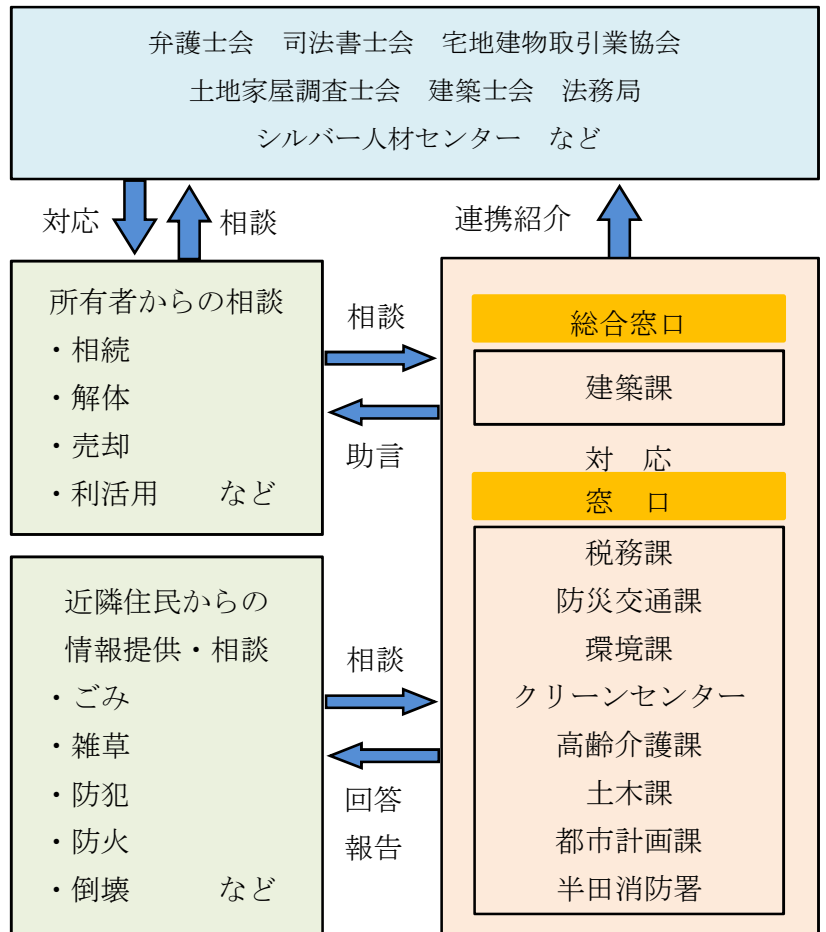 弁護士会　司法書士会　宅地建物取引業協会
土地家屋調査士会　建築士会　法務局
シルバー人材センター　など
対応
相談
連携紹介
所有者からの相談
・相続
・解体
・売却
・利活用　　など
相談
助言
近隣住民からの
情報提供・相談
・ごみ
・雑草
・防犯
・防火
・倒壊　　　など
相談
回答
報告
総合窓口
建築課
対　応
窓　口
税務課
防災交通課
環境課
クリーンセンター
高齢介護課
土木課
都市計画課
半田消防署